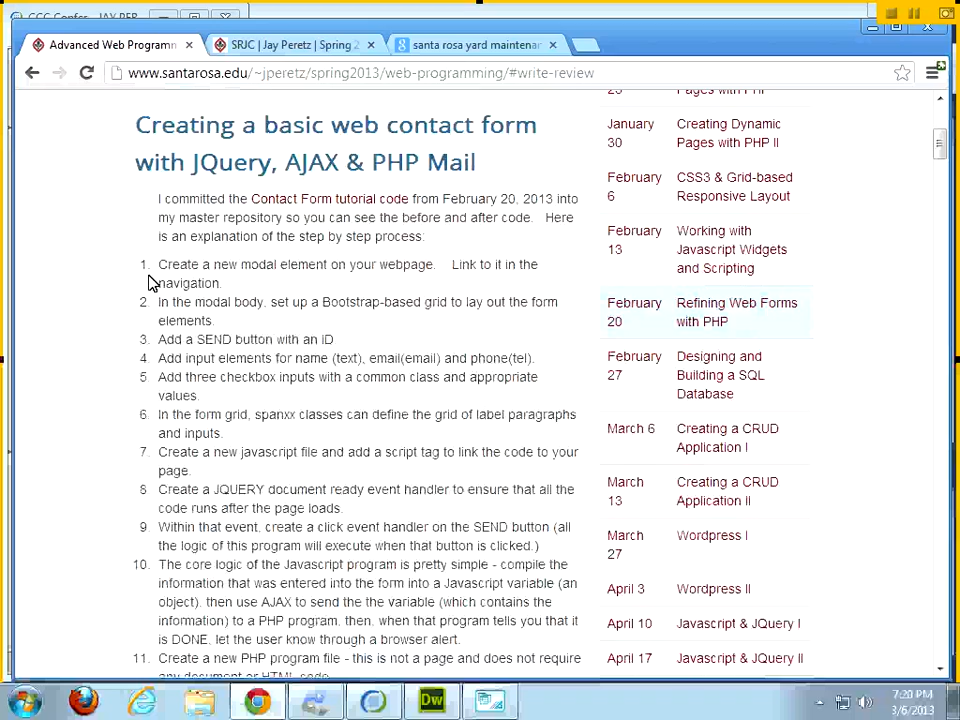 CCC Confer - JAY PER
Advanced Web Programm
SRJC | Jay Peretz | Spring 2
santa rosa yard maintenan
www.santarosa.edu/~jperetz/spring2013/web-programming/#write-review
Creating a basic web contact form
with JQuery, AJAX & PHP Mail
I committed the Contact Form tutorial code from February 20, 2013 into
my master repository so you can see the before and after code. Here
is an explanation of the step by step process:
1. Create a new modal element on your webpage. Link to it in the
navigation.
2. In the modal body, set up a Bootstrap-based grid to lay out the form
elements.
3. Add a SEND button with an ID
4. Add input elements for name (text), email(email) and phone(tel).
5. Add three checkbox inputs with a common class and appropriate
values.
6. In the form grid, spanxx classes can define the grid of label paragraphs
and inputs.
7. Create a new javascript file and add a script tag to link the code to your
page.
8. Create a JQUERY document ready event handler to ensure that all the
code runs after the page loads.
9. Within that event, create a click event handler on the SEND button (all
the logic of this program will execute when that button is clicked.)
10. The core logic of the Javascript program is pretty simple - compile the
information that was entered into the form into a Javascript variable (an
object), then use AJAX to send the the variable (which contains the
information) to a PHP program, then, when that program tells you that it
is DONE, let the user know through a browser alert.
11. Create a new PHP program file - this is not a page and does not require
any document or HTML code
23 Pages with PHP
January Creating Dynamic
30 Pages with PHP II
February CSS3 & Grid-based
6 Responsive Layout
February Working with
13 Javascript Widgets
and Scripting
February Refining Web Forms
20 with PHP
February Designing and
27 Building a SQL
Database
March 6 Creating a CRUD
Application I
March Creating a CRUD
13 Application II
March Wordpress I
27
April 3 Wordpress II
April 10 Javascript & JQuery I
April 17 Javascript & JQuery II
Dw
7:20 PM
3/6/2013